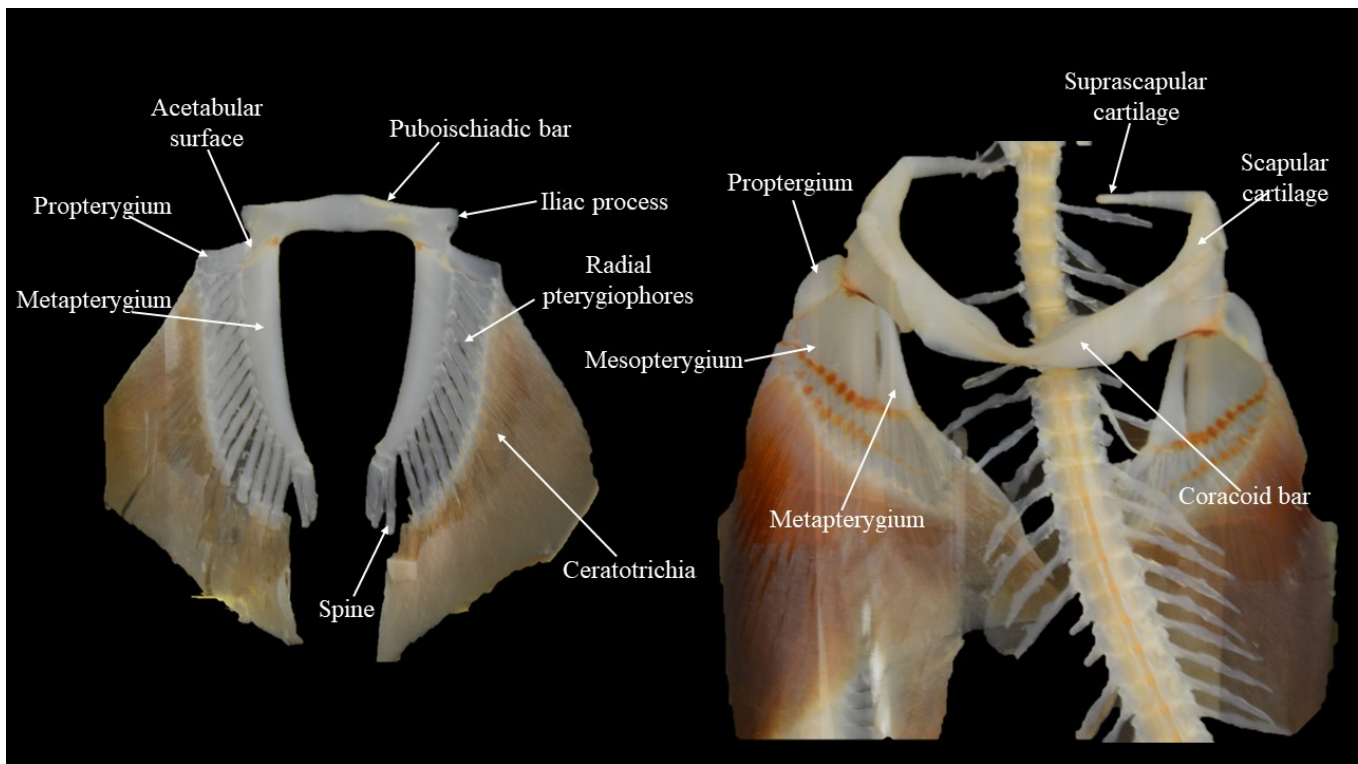 Acetabular
surface
Puboischiadic bar
Propterygium
Iliac process
Metapterygium
Radial
pterygiophores
Ceratotrichia
Spine
Suprascapular
cartilage
Scapular
cartilage
Proptergium
Mesopterygium
Metapterygium
Coracoid bar